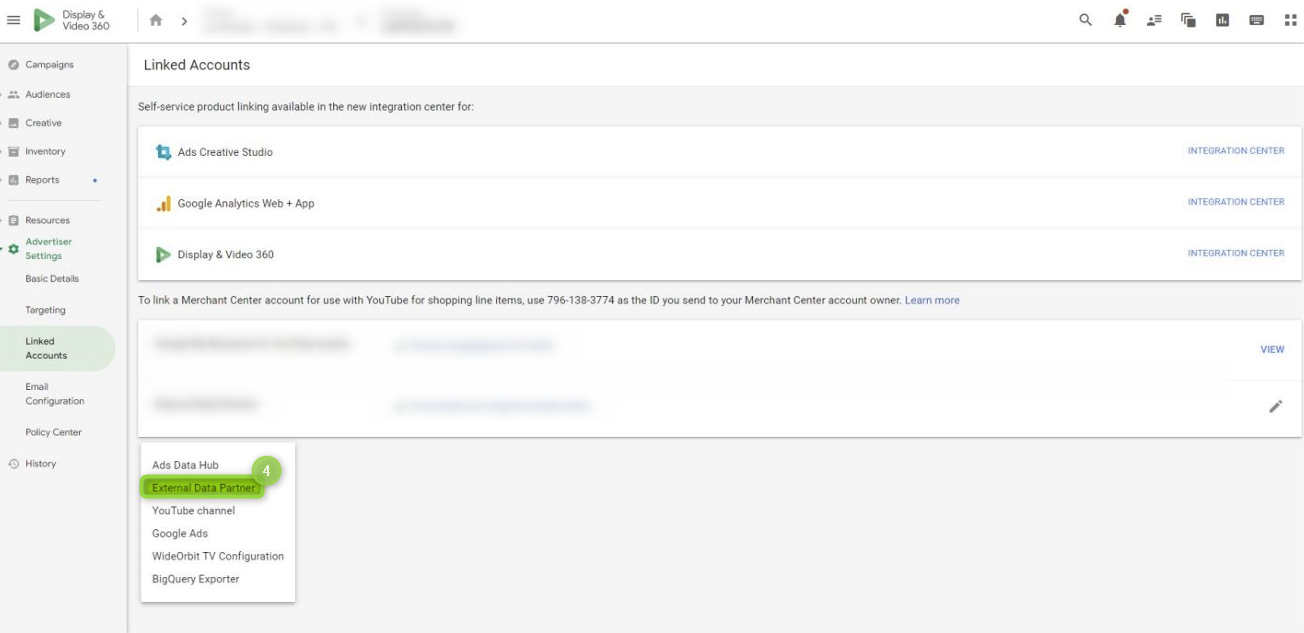 Display &
Video 360
Campaigns
Audiences
Creative
Inventory
Reports
Resources
Advertiser
Settings
Basic Details
Targeting
Linked
Accounts
Email
Configuration
Policy Center
History
Linked Accounts
Self-service product linking available in the new integration center for:
Ads Creative Studio INTEGRATION CENTER
Google Analytics Web + App INTEGRATION CENTER
Display & Video 360 INTEGRATION CENTER
To link a Merchant Center account for use with YouTube for shopping line items, use 796-138-3774 as the ID you send to your Merchant Center account owner. Learn more
VIEW
Ads Data Hub
4
External Data Partner
YouTube channel
Google Ads
WideOrbit TV Configuration
BigQuery Exporter